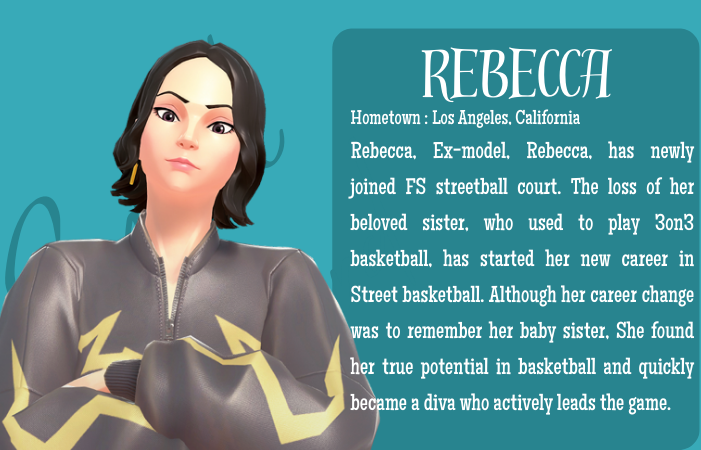 REBECCA
Hometown : Los Angeles, California
Rebecca, Ex-model, Rebecca, has newly
joined FS streetball court. The loss of her
beloved sister, who used to play 3on3
basketball, has started her new career in
Street basketball. Although her career change
was to remember her baby sister, She found
her true potential in basketball and quickly
became a diva who actively leads the game.